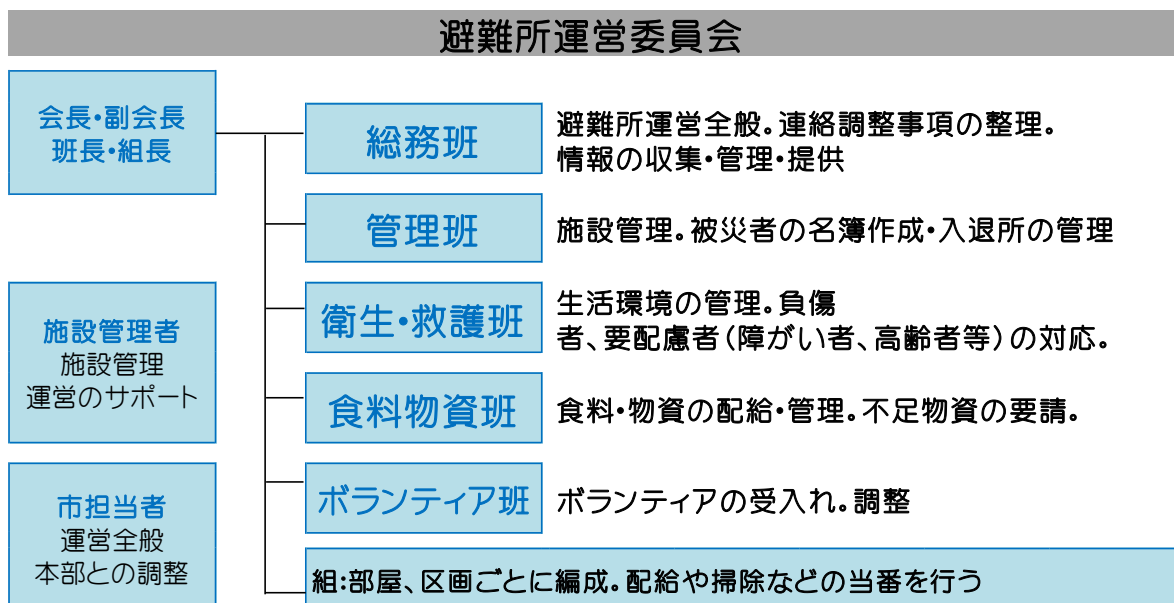 避難所運営委員会
会長・副会長
班長・組長
総務班
避難所運営全般。連絡調整事項の整理。
情報の収集・管理・提供
管理班
施設管理。被災者の名簿作成・入退所の管理
施設管理者
施設管理
運営のサポート
衛生・救護班
生活環境の管理。負傷
者、要配慮者(障がい者、高齢者等)の対応。
食料物資班
食料・物資の配給・管理。不足物資の要請。
市担当者
運営全般
本部との調整
ボランティア班
ボランティアの受入れ。調整
組:部屋、区画ごとに編成。配給や掃除などの当番を行う